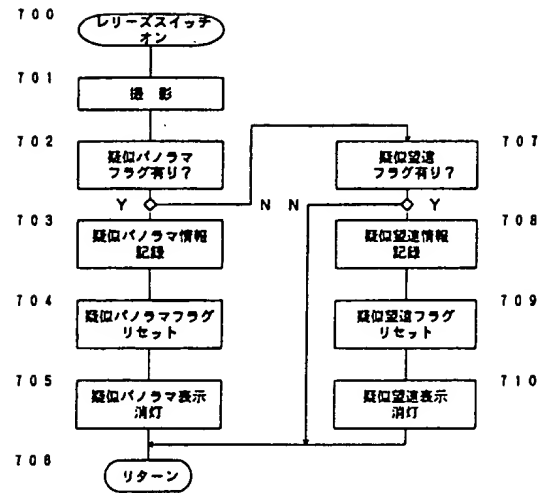 700
レリーズスイッチ
オン
701
撮 影
702
疑似パノラマ
フラグ有り?
707
疑似望遠
フラグ有り?
Y N N Y
703
疑似パノラマ情報
記録
708
疑似望遠情報
記録
704
疑似パノラマフラグ
リセット
709
疑似望遠フラグ
リセット
705
疑似パノラマ表示
消灯
710
疑似望遠表示
消灯
706
リターン